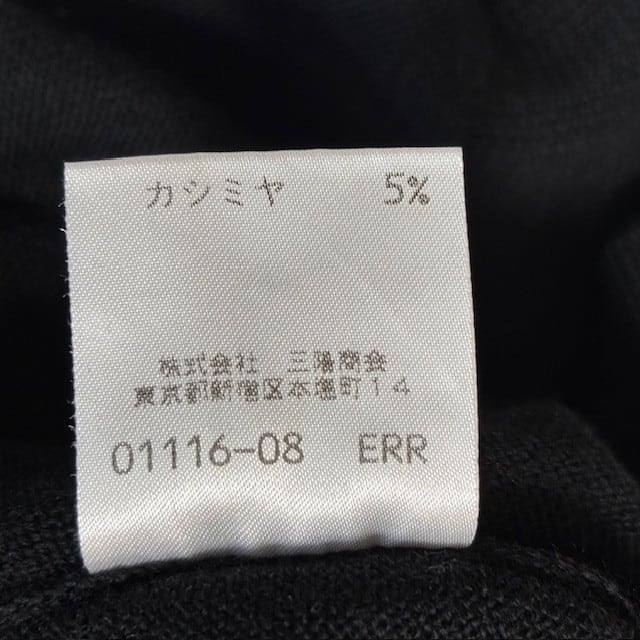 カシミヤ 5%
株式会社 三陽商会
東京都新宿区本塩町14
01116-08 ERR